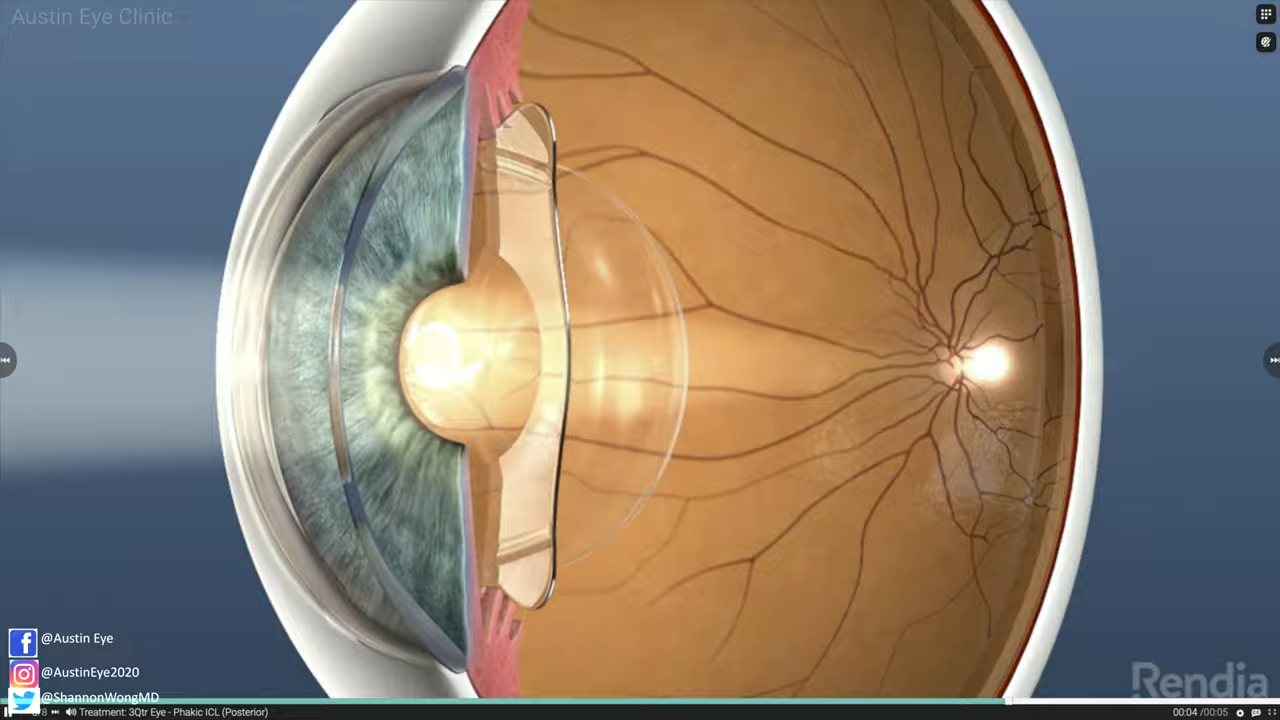 Austin Eye Clinic
@Austin Eye
@AustinEye2020
@ShannonWongMD
Rendia
Treatment: 3Qtr Eye - Phakic ICL (Posterior)
00:04 /00:05